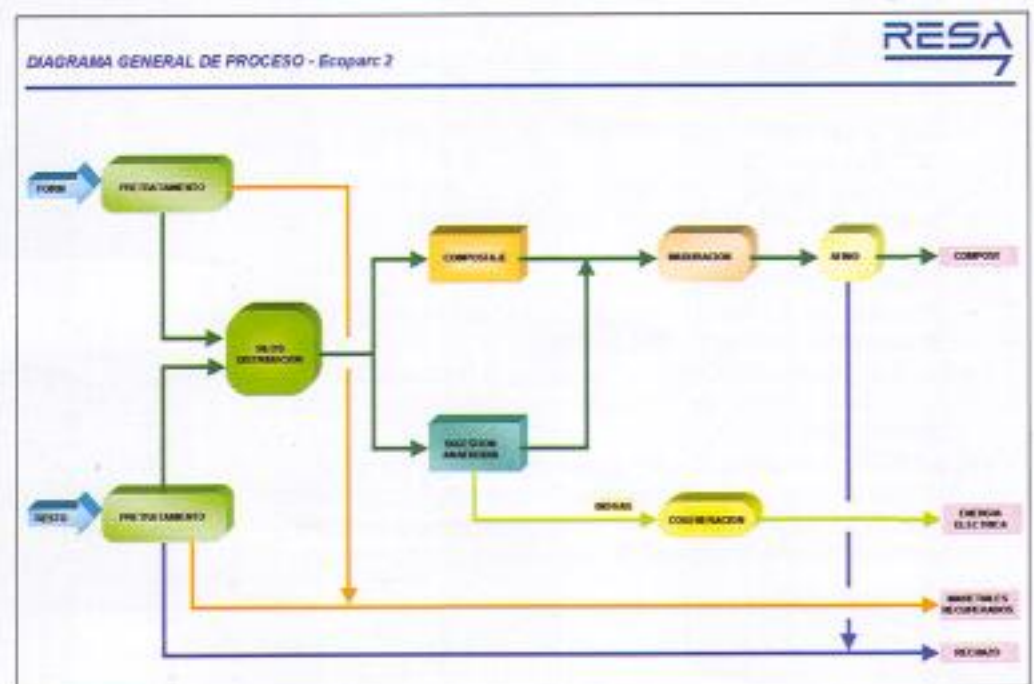 RESA
DIAGRAMA GENERAL DE PROCESO - Ecoparc 2
FORM
PRETRATAMIENTO
COMPOSTAJE
MADURACION
AFINO
COMPOST
SILOS
DISTRIBUCION
DIGESTION
ANAEROBIA
RESTO
PRETRATAMIENTO
BIOGAS
COGENERACION
ENERGIA
ELECTRICA
MATERIALES
RECUPERADOS
RECHAZO